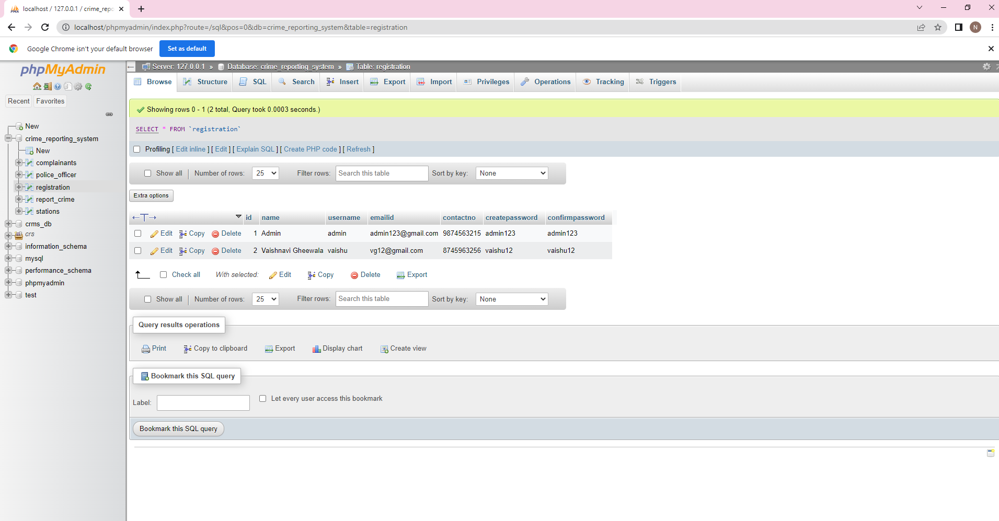 localhost / 127.0.0.1 / crime_repo
localhost/phpmyadmin/index.php?route=/sql&pos=0&db=crime_reporting_system&table=registration
N
Google Chrome isn't your default browser
Set as default
phpMyAdmin
Server: 127.0.0.1 » Database: crime_reporting_system » Table: registration
Browse Structure SQL Search Insert Export Import Privileges Operations Tracking Triggers
Recent Favorites
Showing rows 0 - 1 (2 total, Query took 0.0003 seconds.)
SELECT * FROM `registration`
Profiling [ Edit inline ] [ Edit ] [ Explain SQL ] [ Create PHP code ] [ Refresh ]
New
crime_reporting_system
New
complainants
police_officer
registration
report_crime
stations
crms_db
crs
information_schema
mysql
performance_schema
phpmyadmin
test
Show all Number of rows: 25 Filter rows: Search this table Sort by key: None
Extra options
←T→ id name username emailid contactno createpassword confirmpassword
Edit Copy Delete 1 Admin admin admin123@gmail.com 9874563215 admin123 admin123
Edit Copy Delete 2 Vaishnavi Gheewala vaishu vg12@gmail.com 8745963256 vaishu12 vaishu12
Check all With selected: Edit Copy Delete Export
Show all Number of rows: 25 Filter rows: Search this table Sort by key: None
Query results operations
Print Copy to clipboard Export Display chart Create view
Bookmark this SQL query
Label: Let every user access this bookmark
Bookmark this SQL query